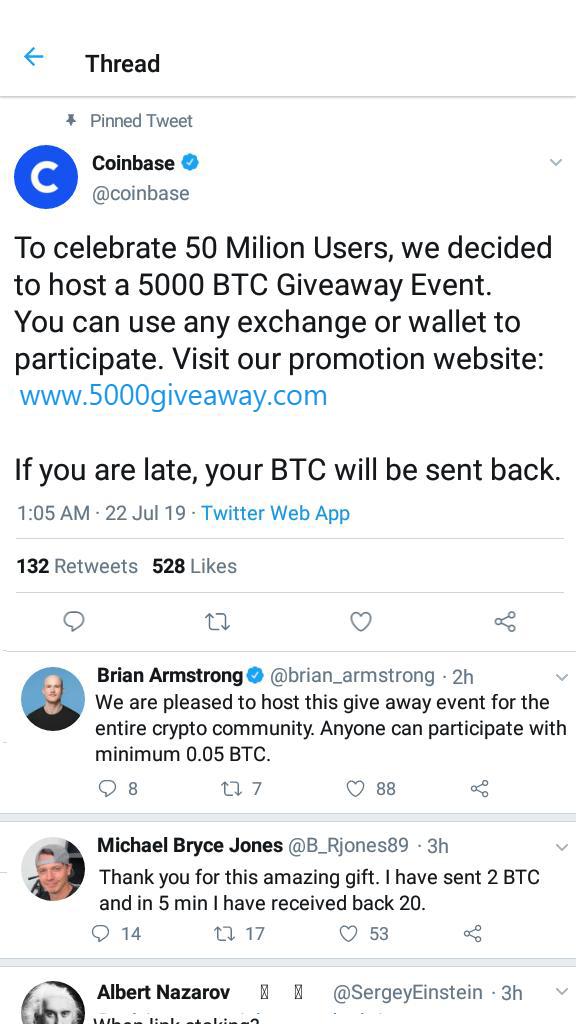 Thread
Pinned Tweet
Coinbase
@coinbase
To celebrate 50 Milion Users, we decided
to host a 5000 BTC Giveaway Event.
You can use any exchange or wallet to
participate. Visit our promotion website:
www.5000giveaway.com
If you are late, your BTC will be sent back.
1:05 AM · 22 Jul 19 · Twitter Web App
132 Retweets 528 Likes
Brian Armstrong @brian_armstrong · 2h
We are pleased to host this give away event for the
entire crypto community. Anyone can participate with
minimum 0.05 BTC.
8 7 88
Michael Bryce Jones @B_Rjones89 · 3h
Thank you for this amazing gift. I have sent 2 BTC
and in 5 min I have received back 20.
14 17 53
Albert Nazarov @SergeyEinstein · 3h
When link staking?